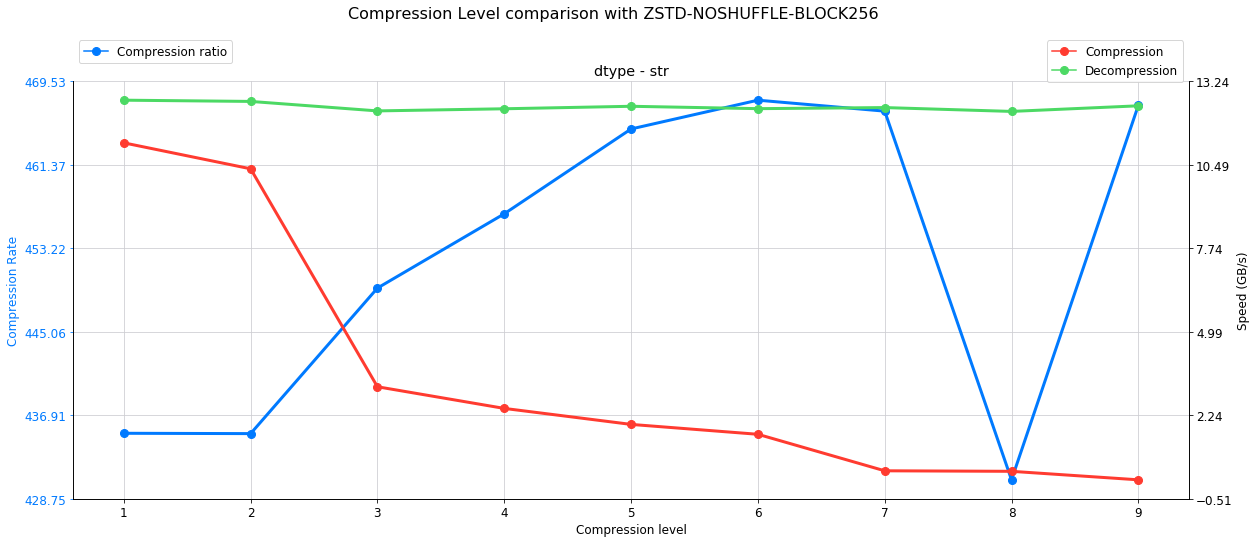 Compression Level comparison with ZSTD-NOSHUFFLE-BLOCK256
Compression ratio
Compression
Decompression
dtype - str
469.53
461.37
453.22
445.06
436.91
428.75
Compression Rate
13.24
10.49
7.74
4.99
2.24
−0.51
Speed (GB/s)
1 2 3 4 5 6 7 8 9
Compression level